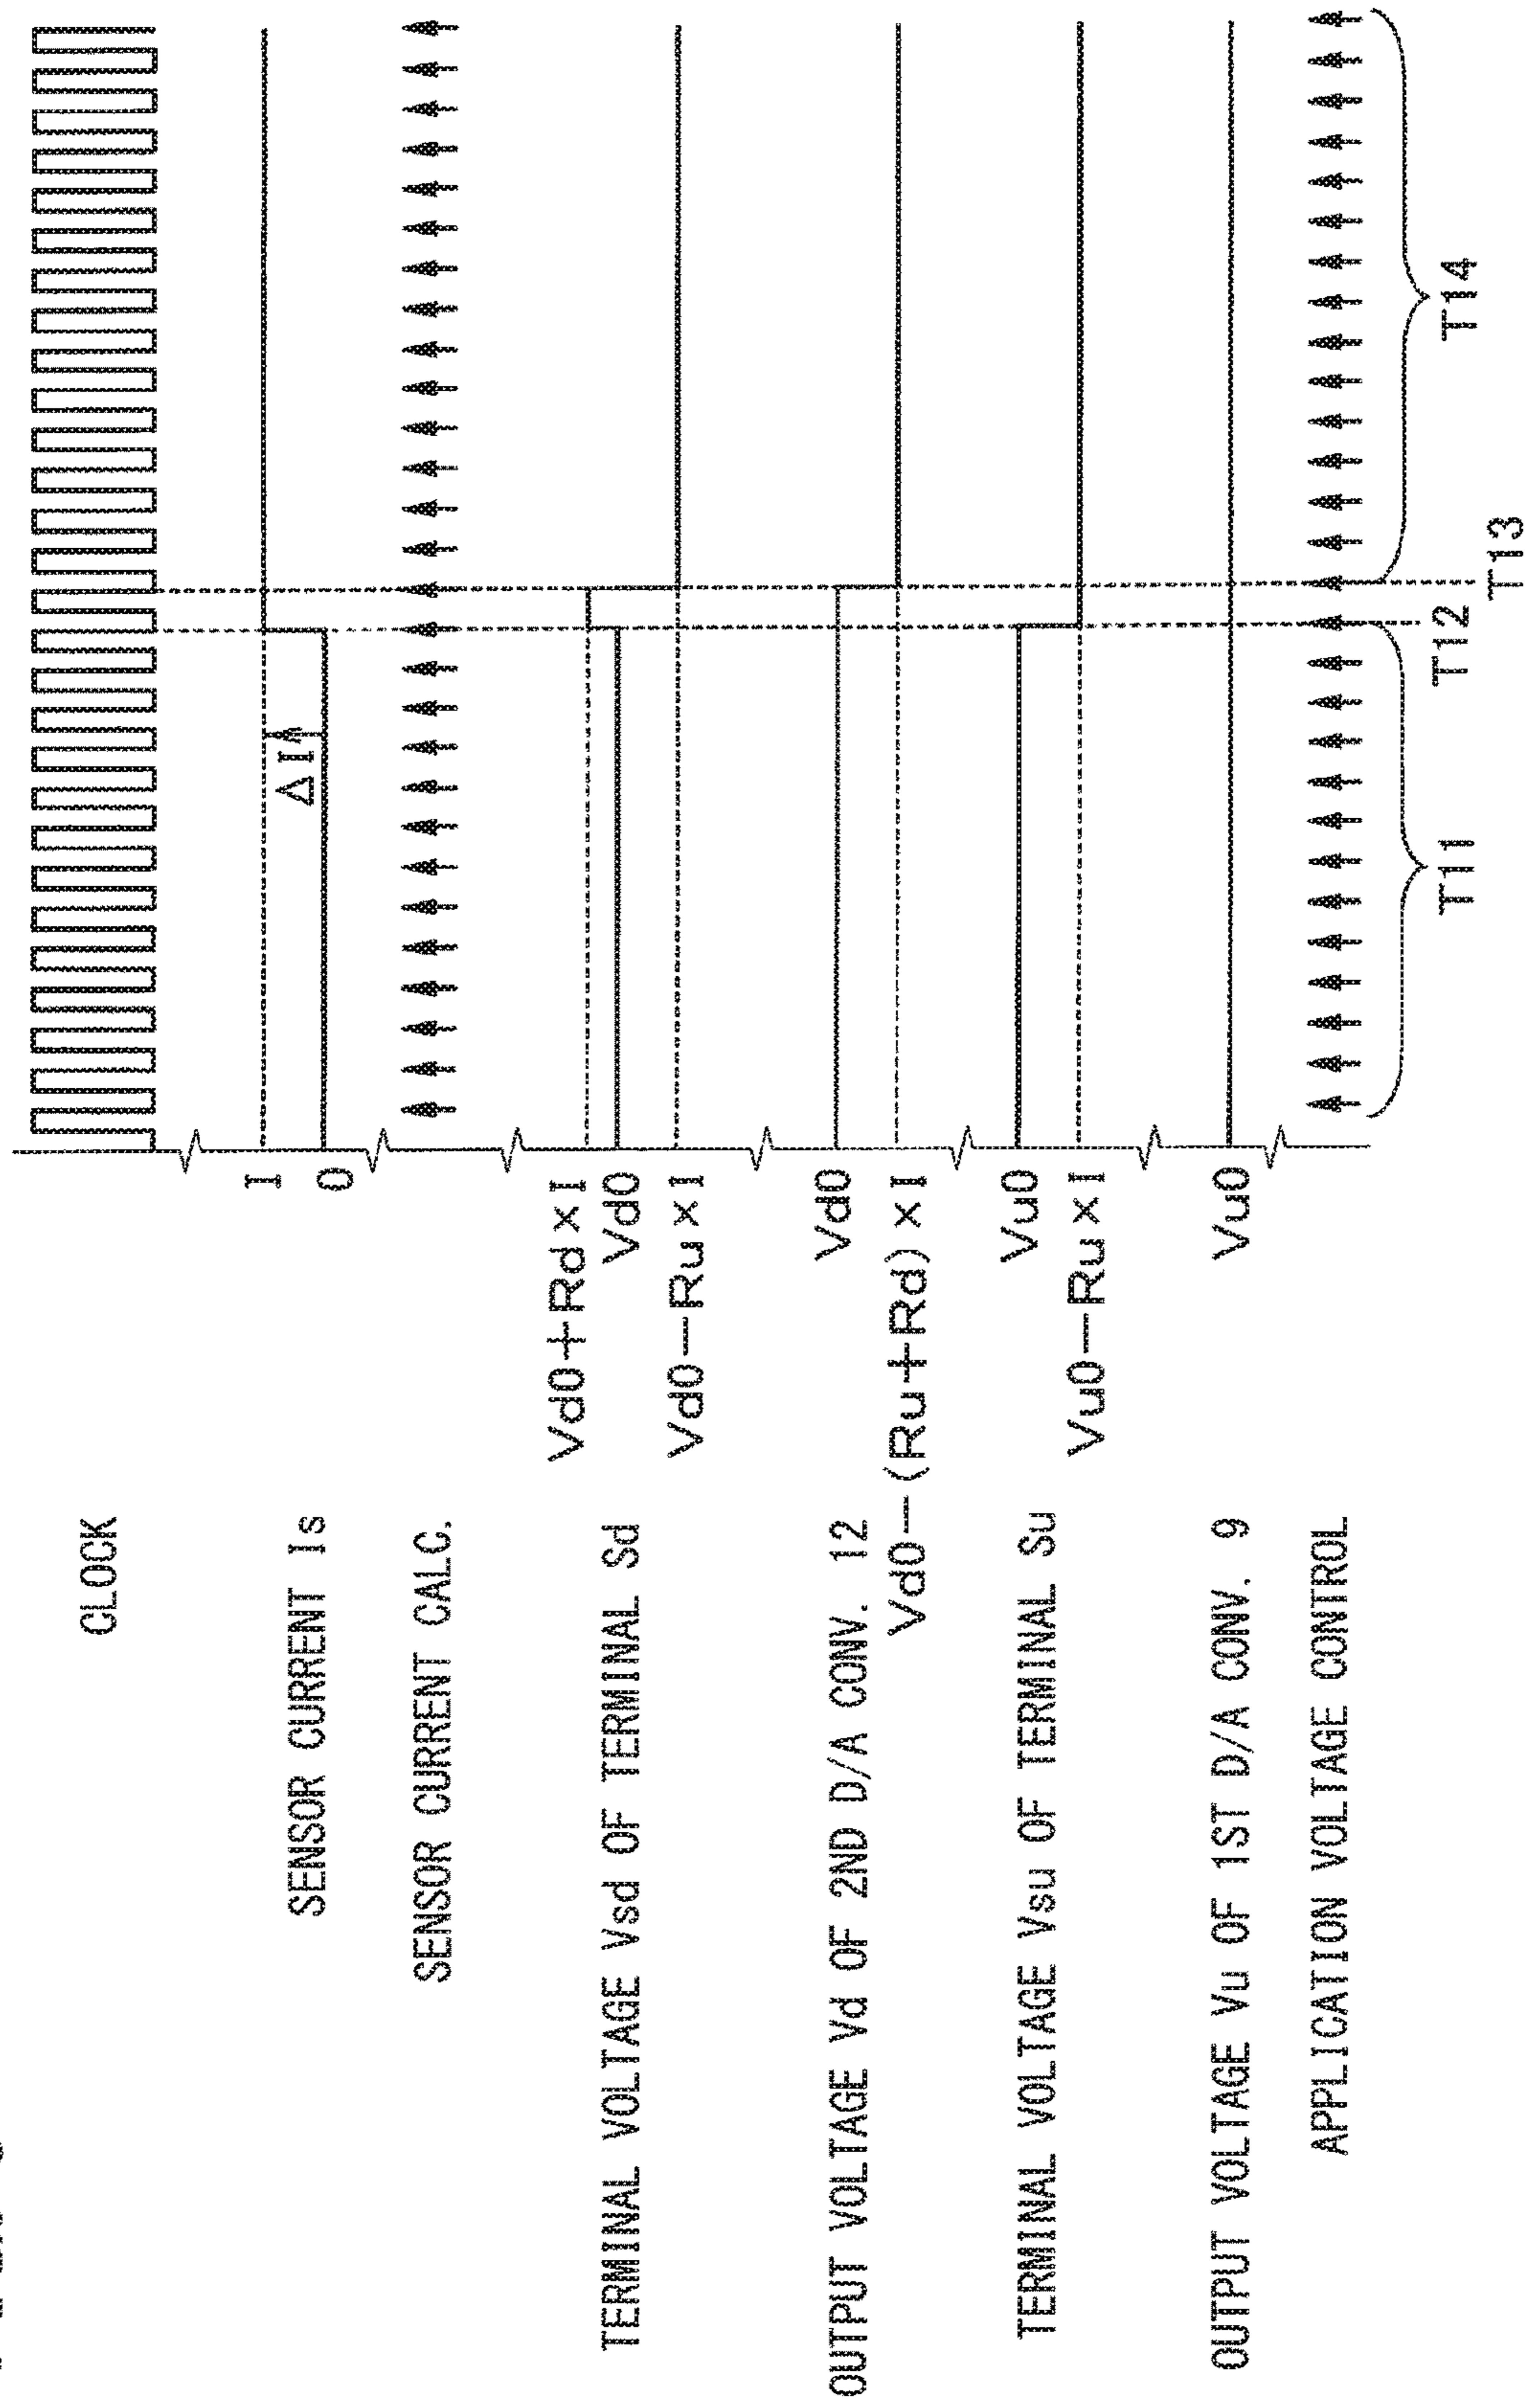 CLOCK
SENSOR CURRENT Is
I
0
ΔI
SENSOR CURRENT CALC.
TERMINAL VOLTAGE Vsd OF TERMINAL Sd
Vd0+Rd×I
Vd0
Vd0−Ru×I
OUTPUT VOLTAGE Vd OF 2ND D/A CONV. 12
Vd0
Vd0−(Ru+Rd)×I
TERMINAL VOLTAGE Vsu OF TERMINAL Su
Vu0
Vu0−Ru×I
OUTPUT VOLTAGE Vu OF 1ST D/A CONV. 9
Vu0
APPLICATION VOLTAGE CONTROL
T11
T12
T13
T14